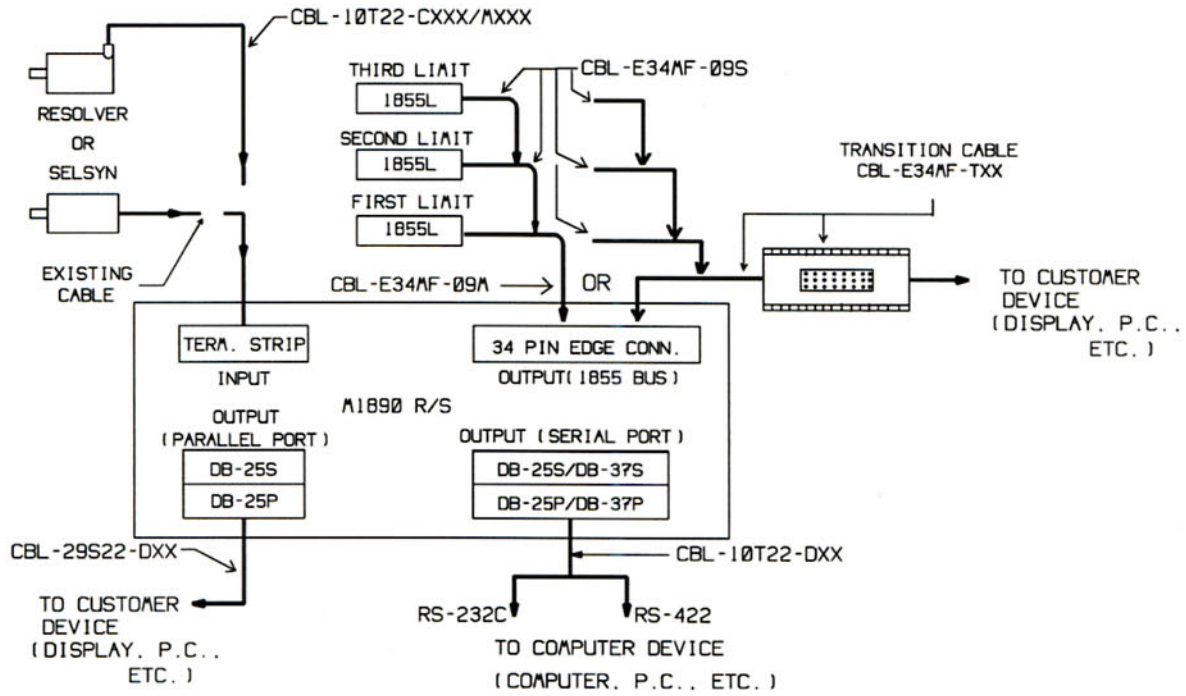 CBL-10T22-CXXX/MXXX
RESOLVER
OR
SELSYN
EXISTING
CABLE
THIRD LIMIT
1855L
SECOND LIMIT
1855L
FIRST LIMIT
1855L
CBL-E34MF-09S
CBL-E34MF-09M
OR
TRANSITION CABLE
CBL-E34MF-TXX
TO CUSTOMER
DEVICE
(DISPLAY. P.C..
ETC.)
TERM. STRIP
INPUT
34 PIN EDGE CONN.
OUTPUT(1855 BUS)
M1890 R/S
OUTPUT
(PARALLEL PORT)
DB-25S
DB-25P
OUTPUT (SERIAL PORT)
DB-25S/DB-37S
DB-25P/DB-37P
CBL-29S22-DXX
TO CUSTOMER
DEVICE
(DISPLAY. P.C..
ETC.)
CBL-10T22-DXX
RS-232C
RS-422
TO COMPUTER DEVICE
(COMPUTER. P.C.. ETC.)